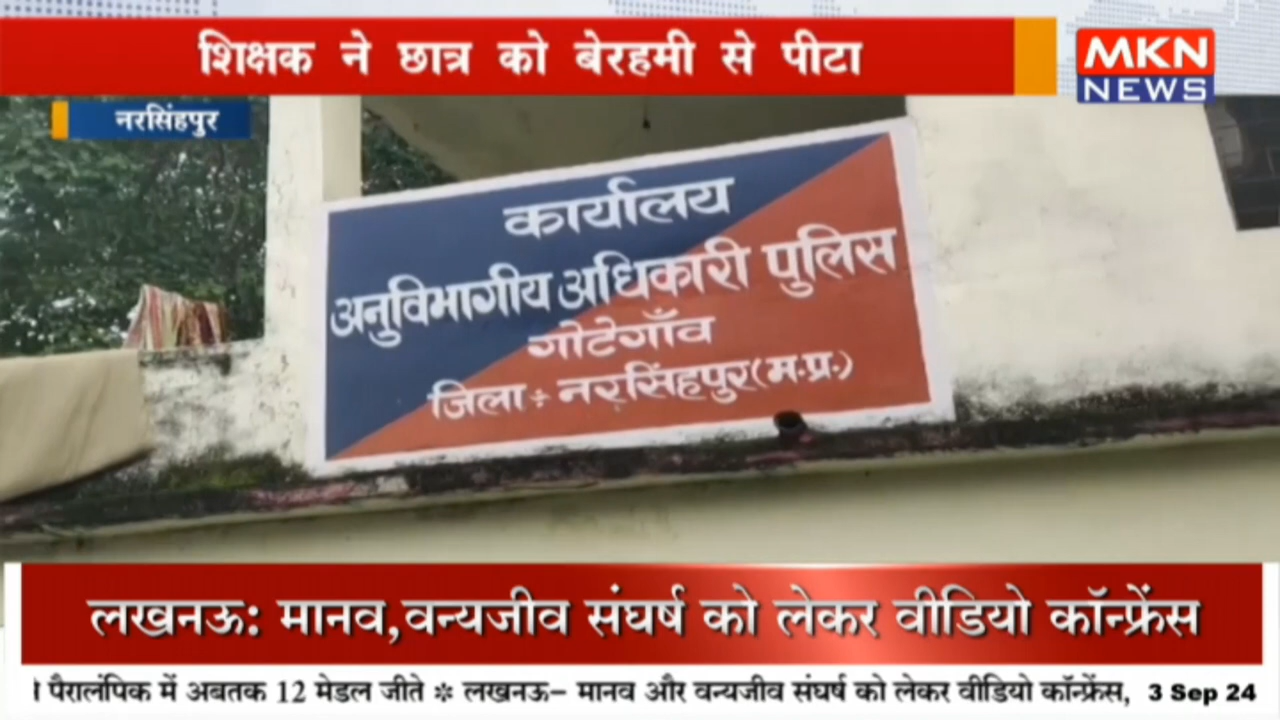 शिक्षक ने छात्र को बेरहमी से पीटा
MKN
NEWS
नरसिंहपुर
कार्यालय
अनुविभागीय अधिकारी पुलिस
गोटेगाँव
जिला ÷ नरसिंहपुर (म.प्र.)
लखनऊ: मानव,वन्यजीव संघर्ष को लेकर वीडियो कॉन्फ्रेंस
पैरालंपिक में अबतक 12 मेडल जीते ❇ लखनऊ– मानव और वन्यजीव संघर्ष को लेकर वीडियो कॉन्फ्रेंस, 3 Sep 24